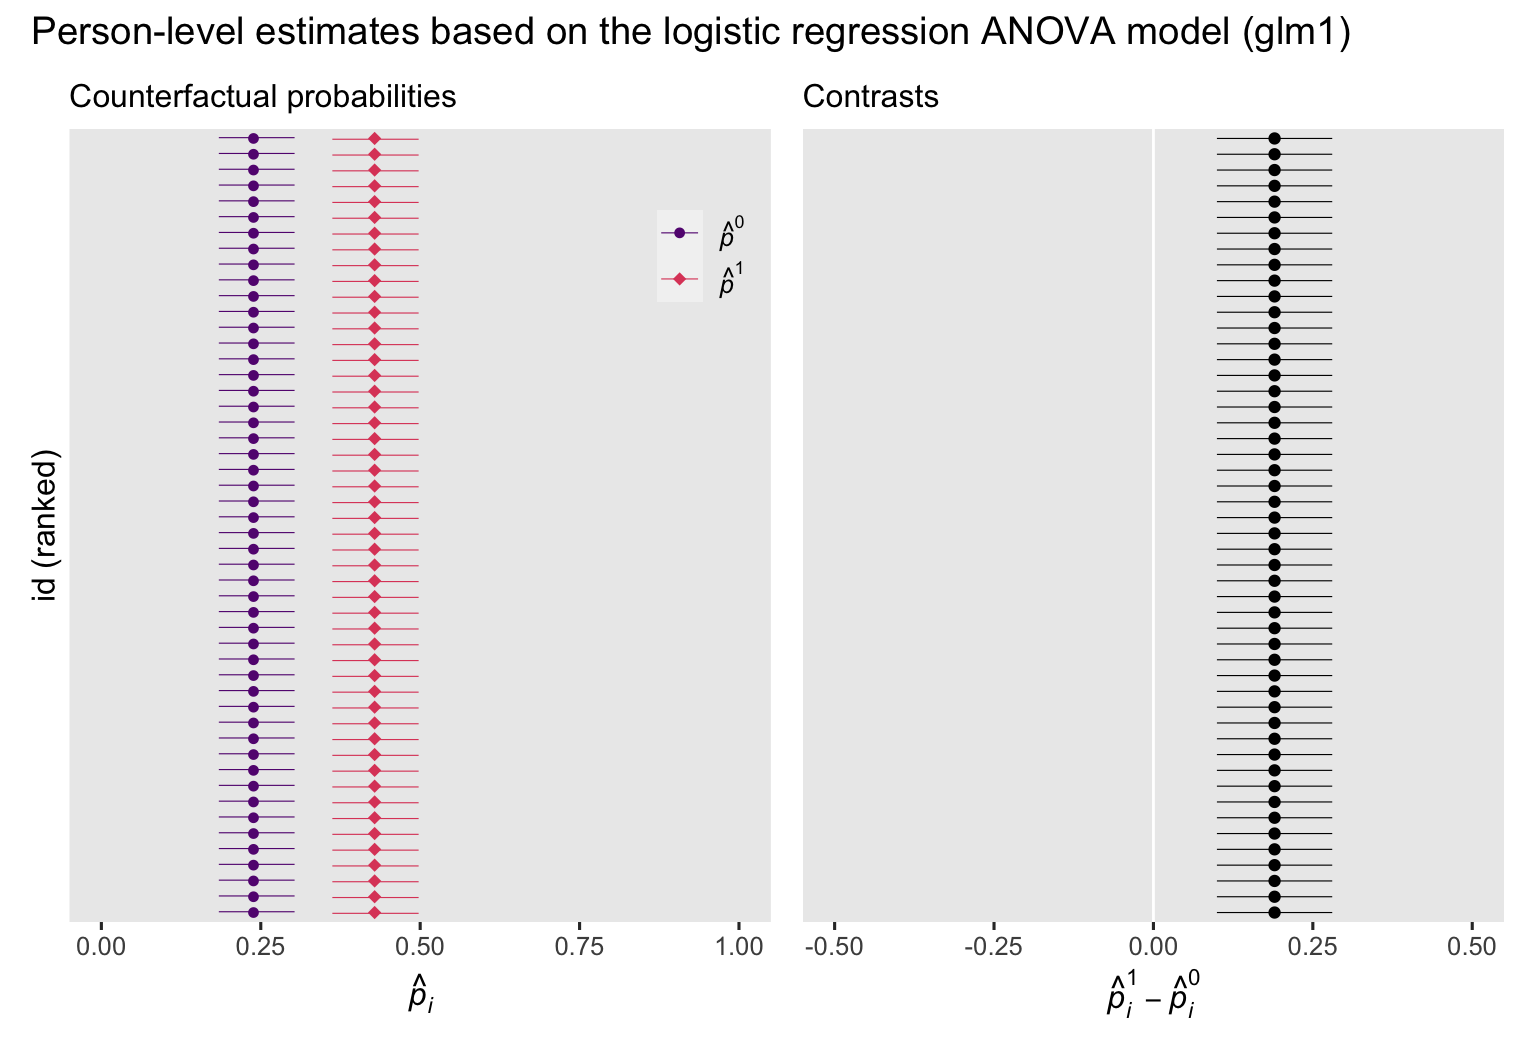 Person-level estimates based on the logistic regression ANOVA model (glm1)
Counterfactual probabilities
Contrasts
p̂⁰
p̂¹
id (ranked)
0.00 0.25 0.50 0.75 1.00
-0.50 -0.25 0.00 0.25 0.50
p̂ᵢ
p̂ᵢ¹ − p̂ᵢ⁰